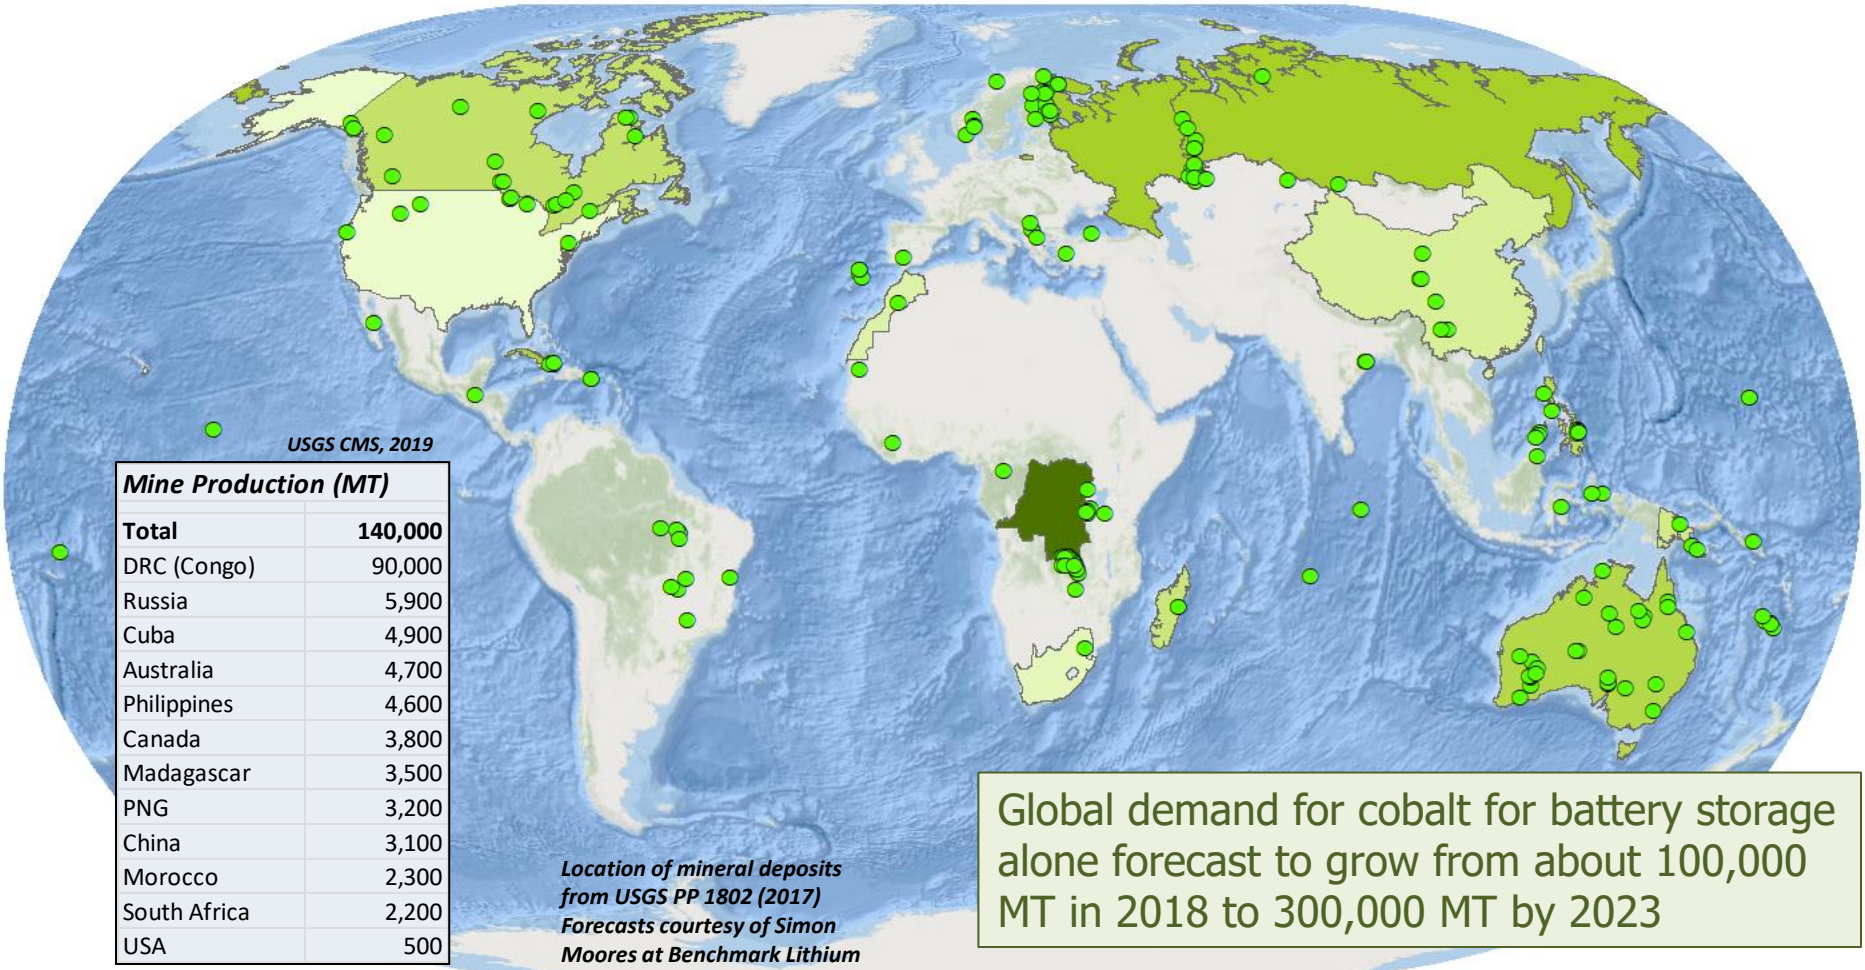 USGS CMS, 2019
Mine Production (MT)
Total 140,000
DRC (Congo) 90,000
Russia 5,900
Cuba 4,900
Australia 4,700
Philippines 4,600
Canada 3,800
Madagascar 3,500
PNG 3,200
China 3,100
Morocco 2,300
South Africa 2,200
USA 500
Location of mineral deposits
from USGS PP 1802 (2017)
Forecasts courtesy of Simon
Moores at Benchmark Lithium
Global demand for cobalt for battery storage
alone forecast to grow from about 100,000
MT in 2018 to 300,000 MT by 2023